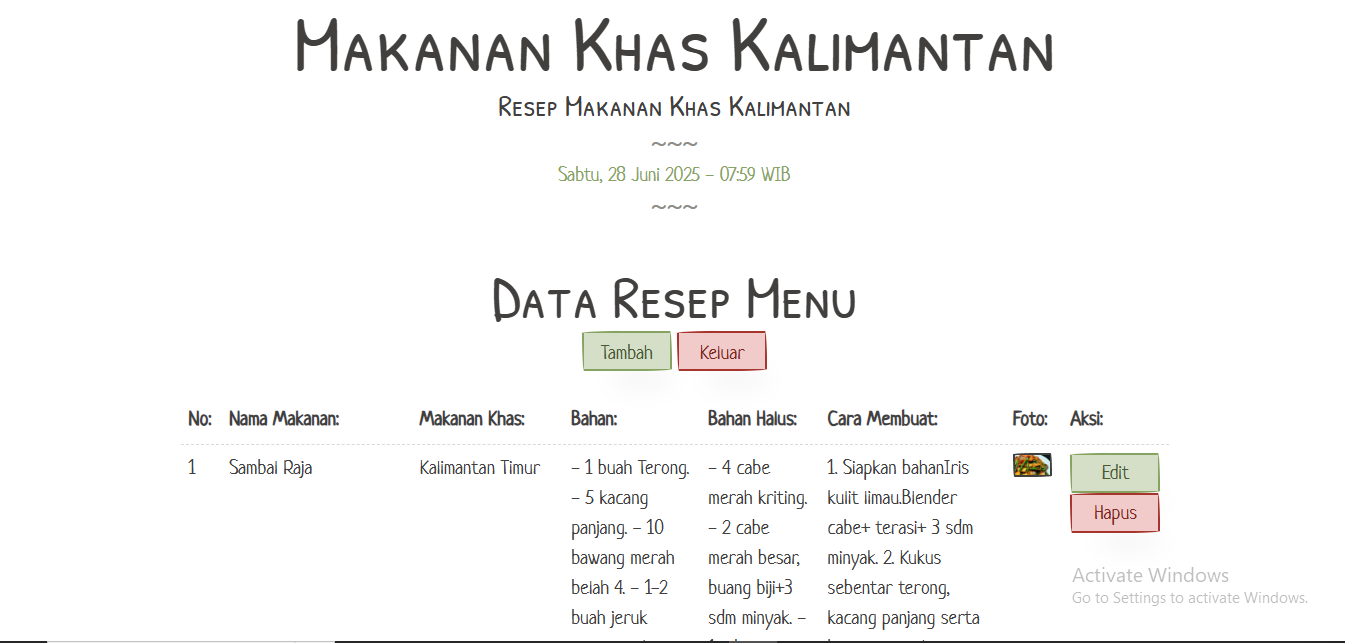 Makanan Khas Kalimantan
Resep Makanan Khas Kalimantan
~~~
Sabtu, 28 Juni 2025 - 07:59 WIB
~~~
Data Resep Menu
Tambah Keluar
No: Nama Makanan: Makanan Khas: Bahan: Bahan Halus: Cara Membuat: Foto: Aksi:
1 Sambal Raja Kalimantan Timur - 1 buah Terong. - 4 cabe 1. Siapkan bahanIris Edit
- 5 kacang merah kriting. kulit limau.Blender
panjang. - 10 - 2 cabe cabe+ terasi+ 3 sdm Hapus
bawang merah merah besar, minyak. 2. Kukus
belah 4. - 1-2 buang biji+3 sebentar terong,
buah jeruk sdm minyak. - kacang panjang serta
Activate Windows
Go to Settings to activate Windows.